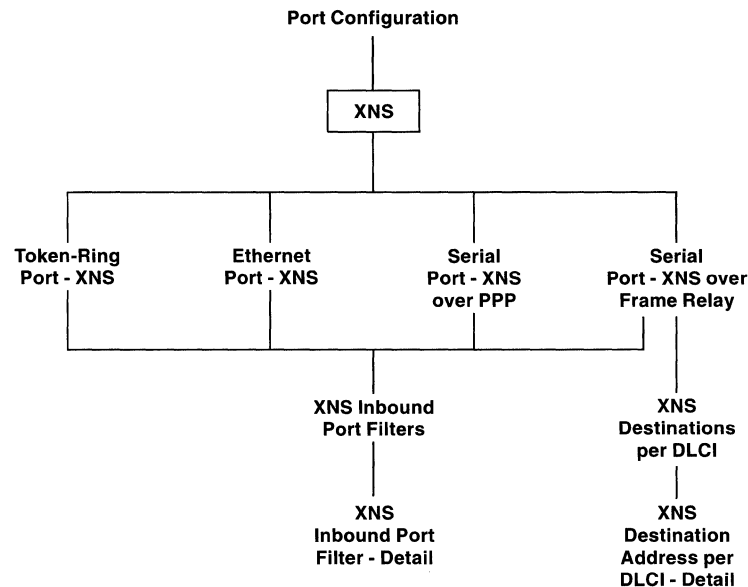 Port Configuration
XNS
Token-Ring
Port - XNS
Ethernet
Port - XNS
Serial
Port - XNS
over PPP
Serial
Port - XNS over
Frame Relay
XNS Inbound
Port Filters
XNS
Destinations
per DLCI
XNS
Inbound Port
Filter - Detail
XNS
Destination
Address per
DLCI - Detail